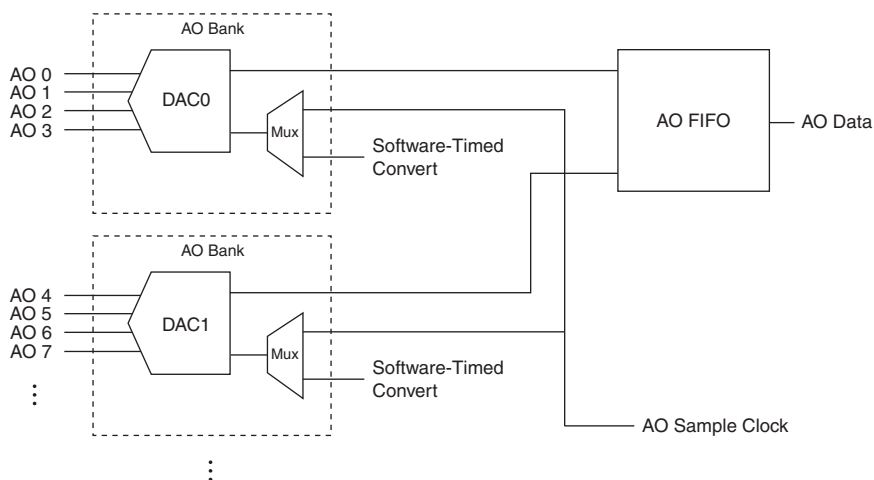 AO Bank
AO 0
AO 1
AO 2
AO 3
DAC0
Mux
Software-Timed
Convert
AO FIFO
AO Data
AO Bank
AO 4
AO 5
AO 6
AO 7
DAC1
Mux
Software-Timed
Convert
AO Sample Clock